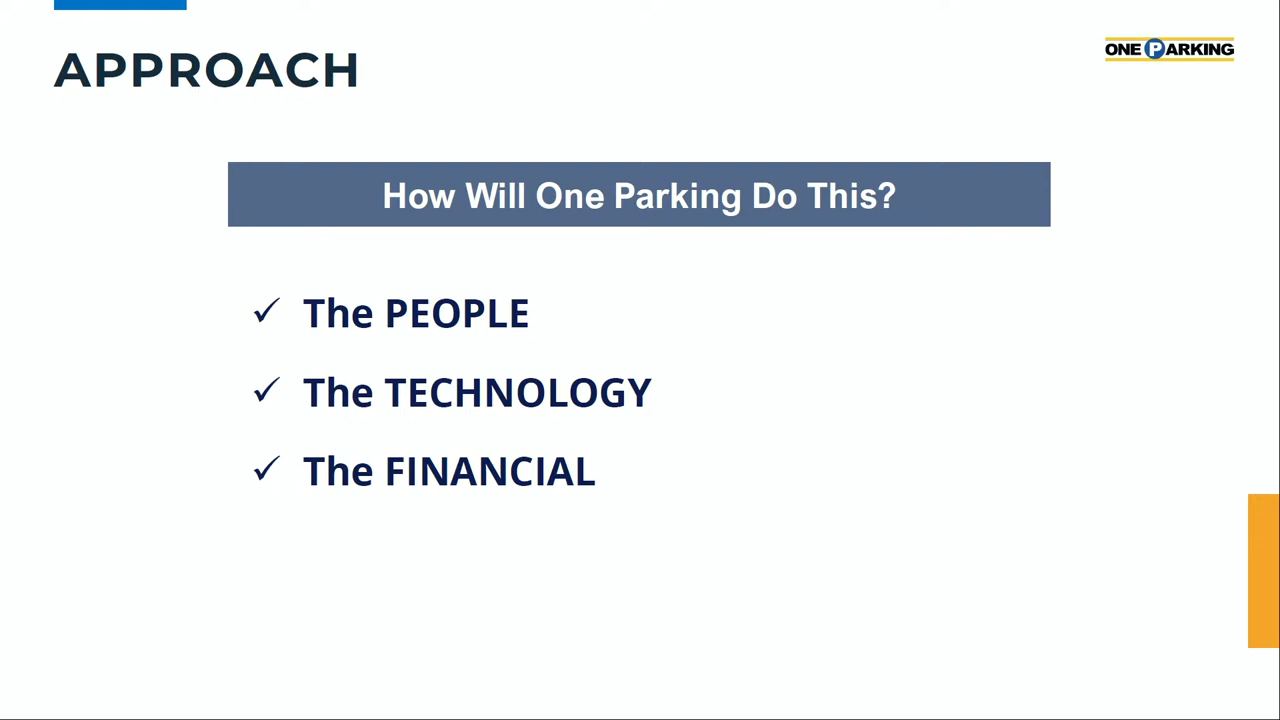 APPROACH
ONE PARKING
How Will One Parking Do This?
✓ The PEOPLE
✓ The TECHNOLOGY
✓ The FINANCIAL